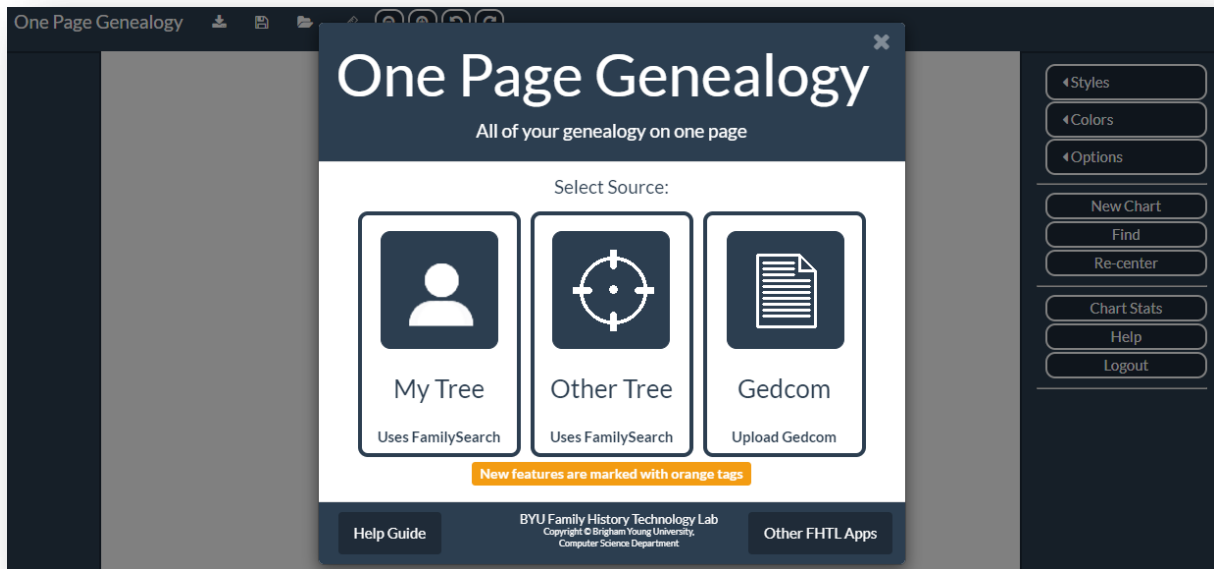 One Page Genealogy
One Page Genealogy
All of your genealogy on one page
Select Source:
My Tree
Uses FamilySearch
Other Tree
Uses FamilySearch
Gedcom
Upload Gedcom
New features are marked with orange tags
Help Guide
BYU Family History Technology Lab
Copyright © Brigham Young University,
Computer Science Department
Other FHTL Apps
Styles
Colors
Options
New Chart
Find
Re-center
Chart Stats
Help
Logout